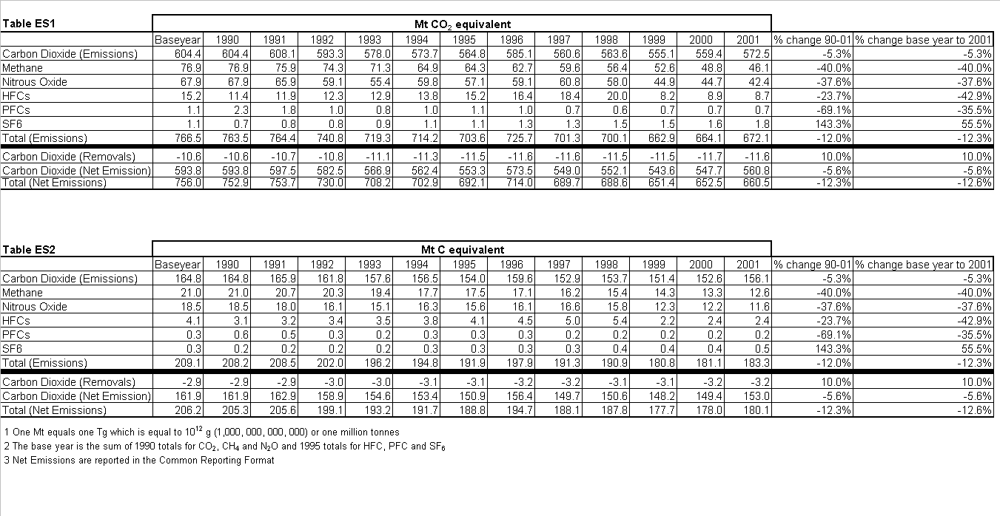 Table ES1 Mt CO₂ equivalent
Baseyear 1990 1991 1992 1993 1994 1995 1996 1997 1998 1999 2000 2001 % change 90-01 % change base year to 2001
Carbon Dioxide (Emissions) 604.4 604.4 608.1 593.3 578.0 573.7 564.8 585.1 560.6 563.6 555.1 559.4 572.5 -5.3% -5.3%
Methane 76.9 76.9 75.9 74.3 71.3 64.9 64.3 62.7 59.6 56.4 52.6 48.8 46.1 -40.0% -40.0%
Nitrous Oxide 67.9 67.9 65.9 59.1 55.4 59.8 57.1 59.1 60.8 58.0 44.9 44.7 42.4 -37.6% -37.6%
HFCs 15.2 11.4 11.9 12.3 12.9 13.8 15.2 16.4 18.4 20.0 8.2 8.9 8.7 -23.7% -42.9%
PFCs 1.1 2.3 1.8 1.0 0.8 1.0 1.1 1.0 0.7 0.6 0.7 0.7 0.7 -69.1% -35.5%
SF6 1.1 0.7 0.8 0.8 0.9 1.1 1.1 1.3 1.3 1.5 1.5 1.6 1.8 143.3% 55.5%
Total (Emissions) 766.5 763.5 764.4 740.8 719.3 714.2 703.6 725.7 701.3 700.1 662.9 664.1 672.1 -12.0% -12.3%
Carbon Dioxide (Removals) -10.6 -10.6 -10.7 -10.8 -11.1 -11.3 -11.5 -11.6 -11.6 -11.5 -11.5 -11.7 -11.6 10.0% 10.0%
Carbon Dioxide (Net Emission) 593.8 593.8 597.5 582.5 566.9 562.4 553.3 573.5 549.0 552.1 543.6 547.7 560.8 -5.6% -5.6%
Total (Net Emissions) 756.0 752.9 753.7 730.0 708.2 702.9 692.1 714.0 689.7 688.6 651.4 652.5 660.5 -12.3% -12.6%
Table ES2 Mt C equivalent
Baseyear 1990 1991 1992 1993 1994 1995 1996 1997 1998 1999 2000 2001 % change 90-01 % change base year to 2001
Carbon Dioxide (Emissions) 164.8 164.8 165.9 161.8 157.6 156.5 154.0 159.6 152.9 153.7 151.4 152.6 156.1 -5.3% -5.3%
Methane 21.0 21.0 20.7 20.3 19.4 17.7 17.5 17.1 16.2 15.4 14.3 13.3 12.6 -40.0% -40.0%
Nitrous Oxide 18.5 18.5 18.0 16.1 15.1 16.3 15.6 16.1 16.6 15.8 12.3 12.2 11.6 -37.6% -37.6%
HFCs 4.1 3.1 3.2 3.4 3.5 3.8 4.1 4.5 5.0 5.4 2.2 2.4 2.4 -23.7% -42.9%
PFCs 0.3 0.6 0.5 0.3 0.2 0.3 0.3 0.3 0.2 0.2 0.2 0.2 0.2 -69.1% -35.5%
SF6 0.3 0.2 0.2 0.2 0.2 0.3 0.3 0.3 0.3 0.4 0.4 0.4 0.5 143.3% 55.5%
Total (Emissions) 209.1 208.2 208.5 202.0 196.2 194.8 191.9 197.9 191.3 190.9 180.8 181.1 183.3 -12.0% -12.3%
Carbon Dioxide (Removals) -2.9 -2.9 -2.9 -3.0 -3.0 -3.1 -3.1 -3.2 -3.2 -3.1 -3.1 -3.2 -3.2 10.0% 10.0%
Carbon Dioxide (Net Emission) 161.9 161.9 162.9 158.9 154.6 153.4 150.9 156.4 149.7 150.6 148.2 149.4 153.0 -5.6% -5.6%
Total (Net Emissions) 206.2 205.3 205.6 199.1 193.2 191.7 188.8 194.7 188.1 187.8 177.7 178.0 180.1 -12.3% -12.6%
1 One Mt equals one Tg which is equal to 10¹² g (1,000, 000, 000, 000) or one million tonnes
2 The base year is the sum of 1990 totals for CO₂, CH₄ and N₂O and 1995 totals for HFC, PFC and SF₆
3 Net Emissions are reported in the Common Reporting Format